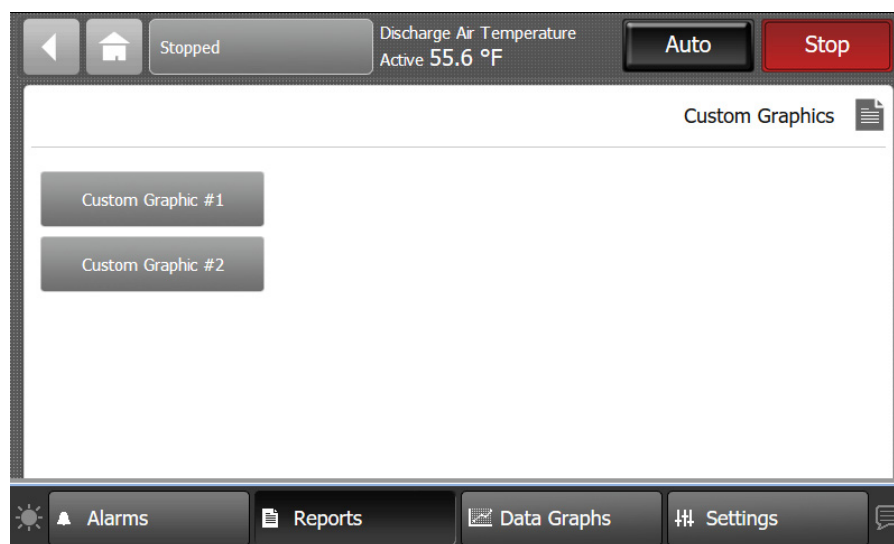 Stopped
Discharge Air Temperature
Active 55.6 °F
Auto
Stop
Custom Graphics
Custom Graphic #1
Custom Graphic #2
Alarms
Reports
Data Graphs
Settings